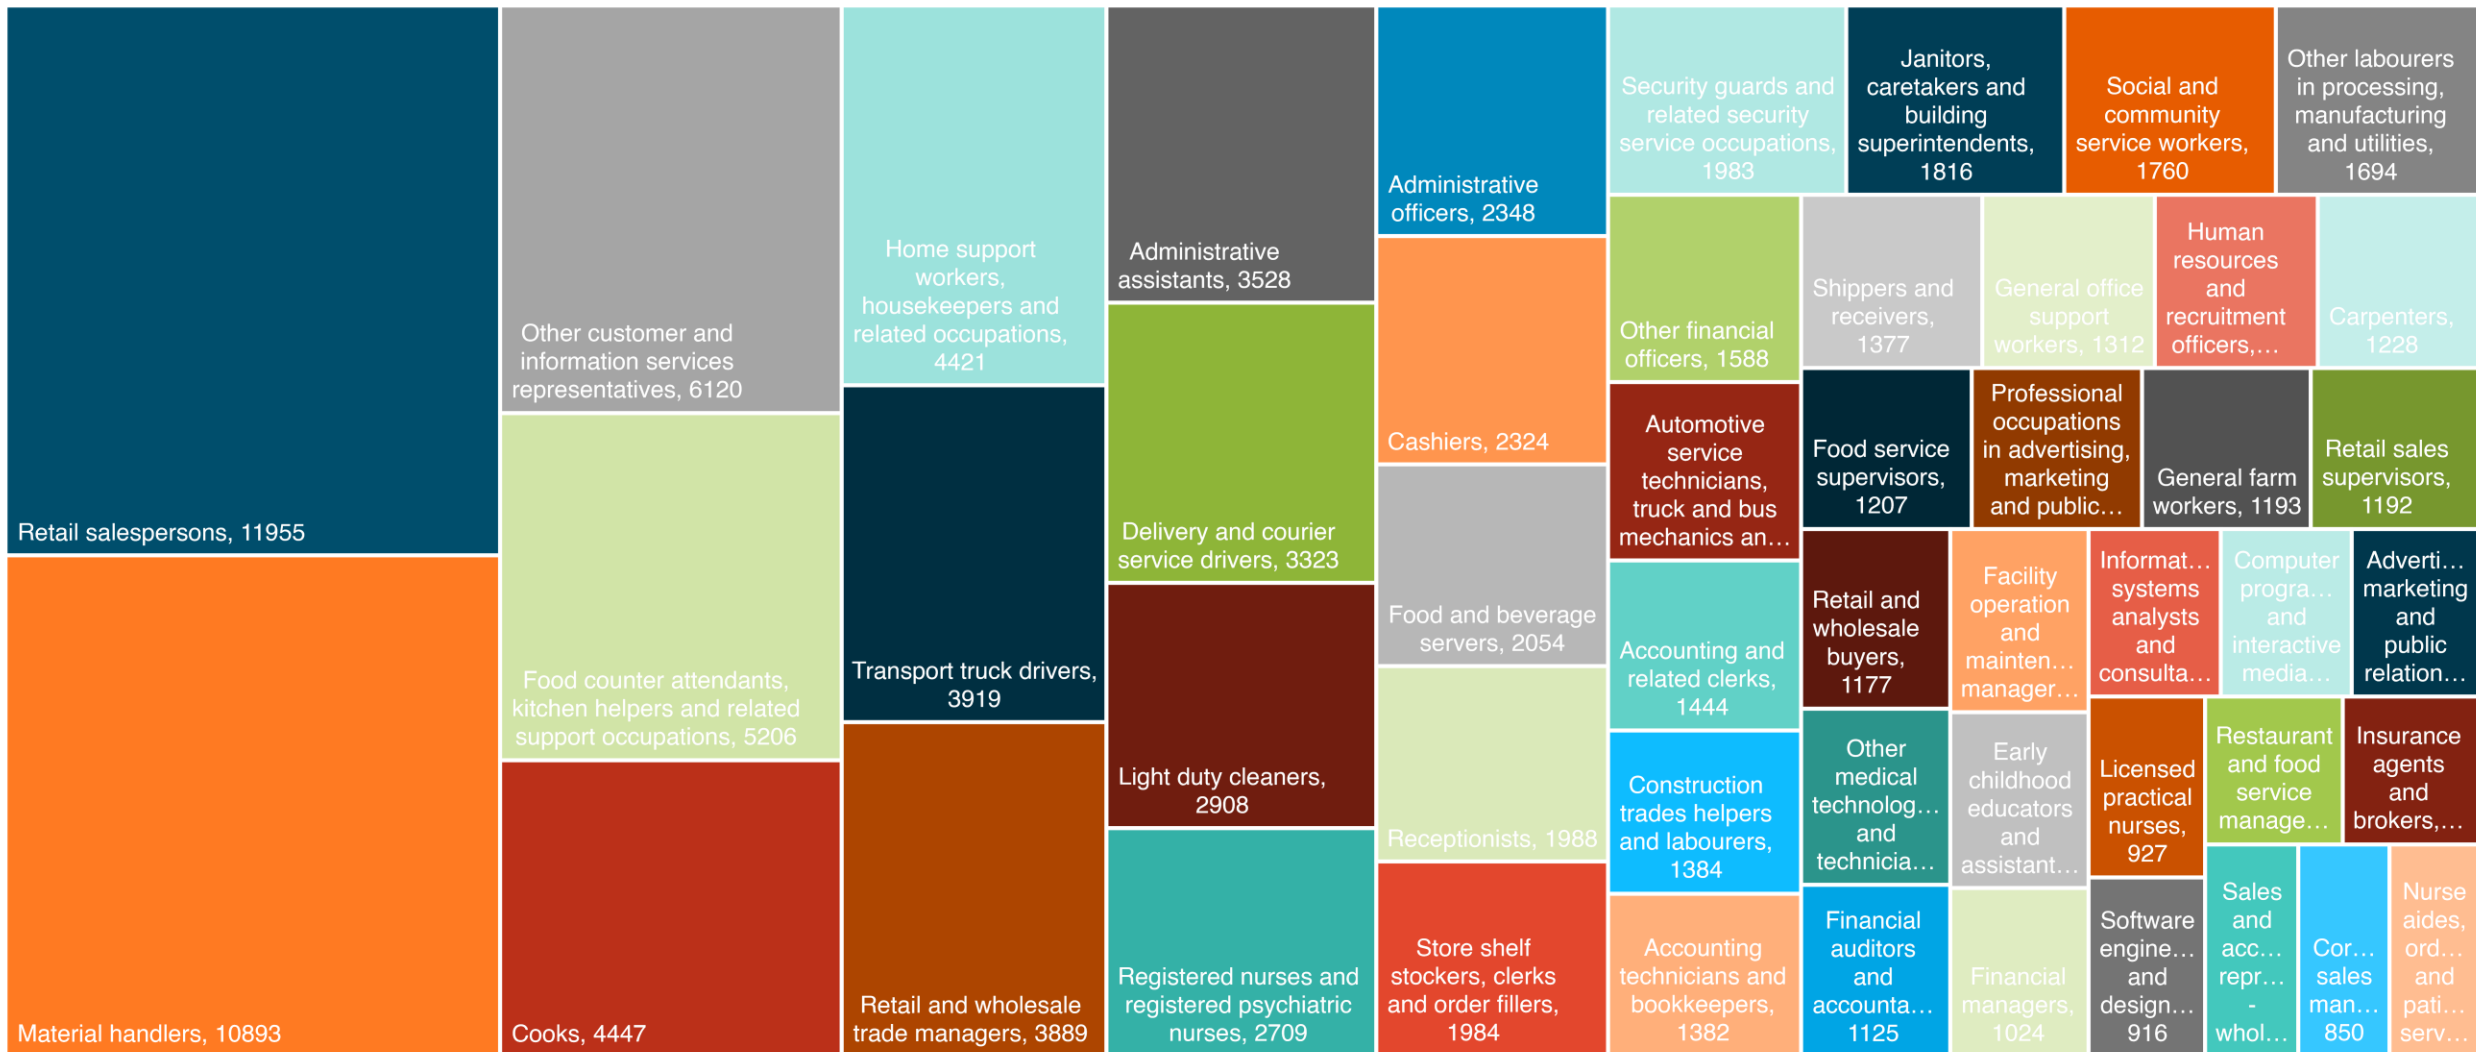 Retail salespersons, 11955
Material handlers, 10893
Other customer and
information services
representatives, 6120
Food counter attendants,
kitchen helpers and related
support occupations, 5206
Cooks, 4447
Home support
workers,
housekeepers and
related occupations,
4421
Transport truck drivers,
3919
Retail and wholesale
trade managers, 3889
Administrative
assistants, 3528
Delivery and courier
service drivers, 3323
Light duty cleaners,
2908
Registered nurses and
registered psychiatric
nurses, 2709
Administrative
officers, 2348
Cashiers, 2324
Food and beverage
servers, 2054
Receptionists, 1988
Store shelf
stockers, clerks
and order fillers,
1984
Security guards and
related security
service occupations,
1983
Janitors,
caretakers and
building
superintendents,
1816
Social and
community
service workers,
1760
Other labourers
in processing,
manufacturing
and utilities,
1694
Other financial
officers, 1588
Automotive
service
technicians,
truck and bus
mechanics an…
Accounting and
related clerks,
1444
Construction
trades helpers
and labourers,
1384
Accounting
technicians and
bookkeepers,
1382
Shippers and
receivers,
1377
General office
support
workers, 1312
Human
resources
and
recruitment
officers,…
Carpenters,
1228
Food service
supervisors,
1207
Professional
occupations
in advertising,
marketing
and public…
General farm
workers, 1193
Retail sales
supervisors,
1192
Retail and
wholesale
buyers,
1177
Other
medical
technolog…
and
technicia…
Financial
auditors
and
accounta…
1125
Facility
operation
and
mainten…
manager…
Early
childhood
educators
and
assistant…
Financial
managers,
1024
Informat…
systems
analysts
and
consulta…
Computer
progra…
and
interactive
media…
Adverti…
marketing
and
public
relation…
Licensed
practical
nurses,
927
Software
engine…
and
design…
916
Restaurant
and food
service
manage…
Insurance
agents
and
brokers,…
Sales
and
acc…
repr…
-
whol…
Cor…
sales
man…
850
Nurse
aides,
ord…
and
pati…
serv…